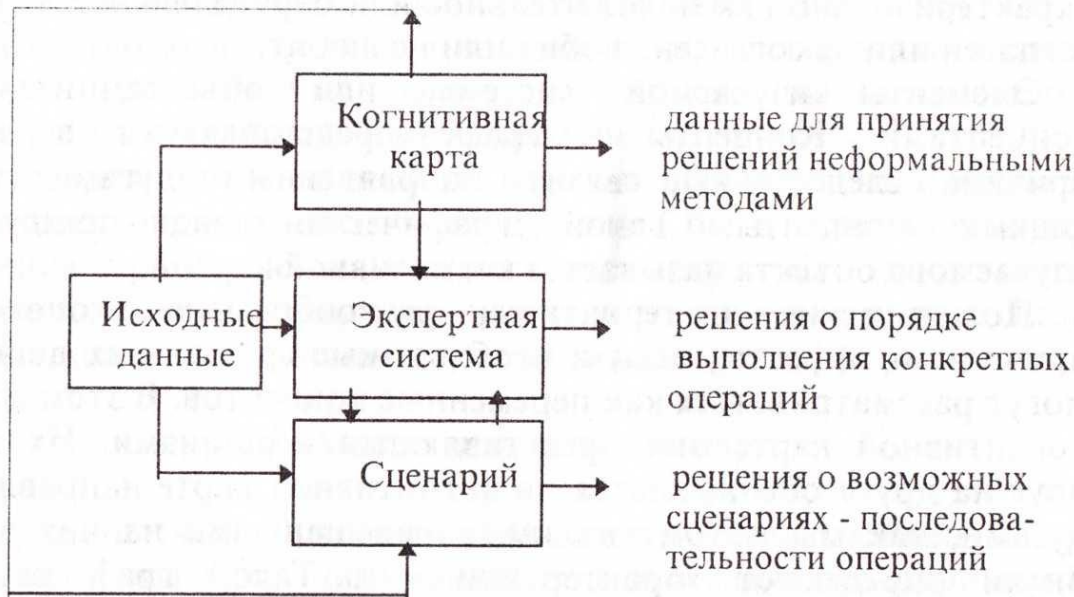 Когнитивная
карта
данные для принятия
решений неформальными
методами
Исходные
данные
Экспертная
система
решения о порядке
выполнения конкретных
операций
Сценарий
решения о возможных
сценариях - последова-
тельности операций